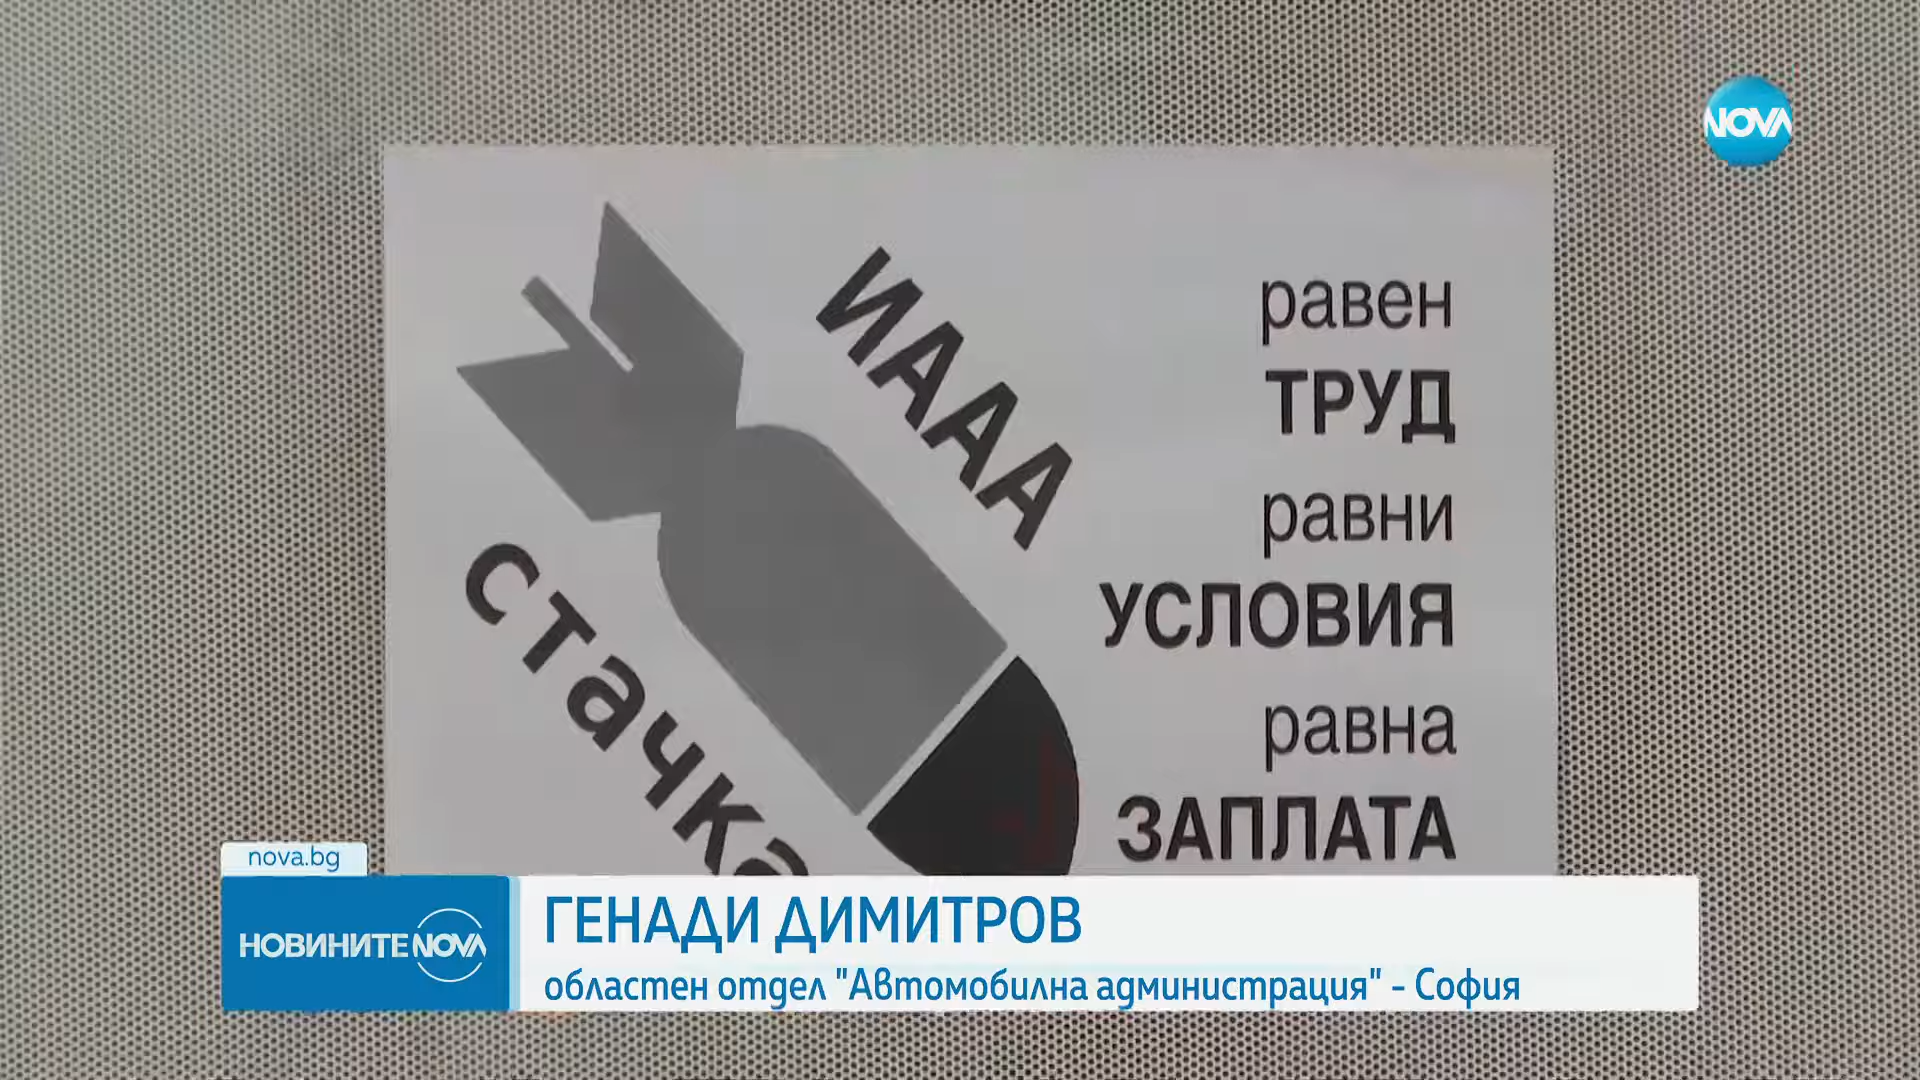 NOVA
ИААА
стачка
равен
ТРУД
равни
УСЛОВИЯ
равна
ЗАПЛАТА
nova.bg
НОВИНИТЕ NOVA
ГЕНАДИ ДИМИТРОВ
областен отдел "Автомобилна администрация" - София